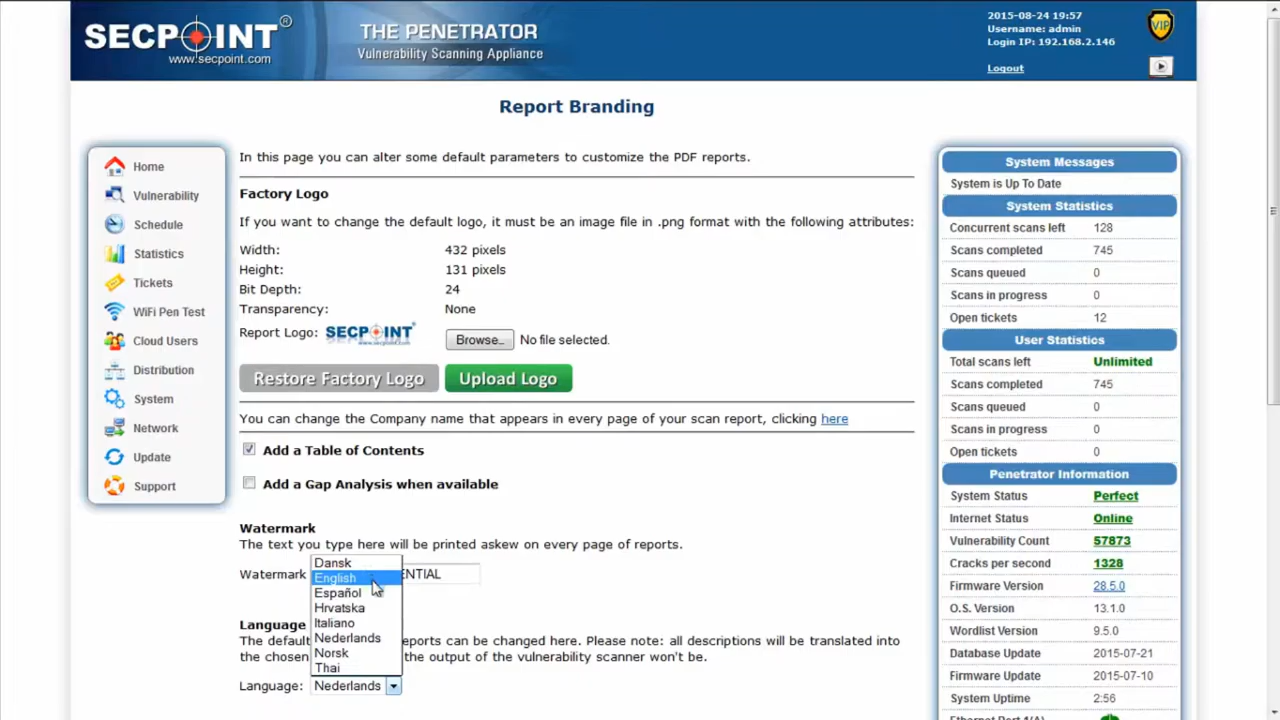 SECPOINT®
www.secpoint.com
THE PENETRATOR
Vulnerability Scanning Appliance
2015-08-24 19:57
Username: admin
Login IP: 192.168.2.146
Logout
VIP
Report Branding
Home
Vulnerability
Schedule
Statistics
Tickets
WiFi Pen Test
Cloud Users
Distribution
System
Network
Update
Support
In this page you can alter some default parameters to customize the PDF reports.
Factory Logo
If you want to change the default logo, it must be an image file in .png format with the following attributes:
Width: 432 pixels
Height: 131 pixels
Bit Depth: 24
Transparency: None
Report Logo: SECPOINT Browse... No file selected.
www.secpoint.com
Restore Factory Logo Upload Logo
You can change the Company name that appears in every page of your scan report, clicking here
Add a Table of Contents
Add a Gap Analysis when available
Watermark
The text you type here will be printed askew on every page of reports.
Watermark ENTIAL
Dansk
English
Español
Hrvatska
Italiano
Nederlands
Norsk
Thai
Language
The default reports can be changed here. Please note: all descriptions will be translated into
the chosen the output of the vulnerability scanner won't be.
Language: Nederlands
System Messages
System is Up To Date
System Statistics
Concurrent scans left 128
Scans completed 745
Scans queued 0
Scans in progress 0
Open tickets 12
User Statistics
Total scans left Unlimited
Scans completed 745
Scans queued 0
Scans in progress 0
Open tickets 0
Penetrator Information
System Status Perfect
Internet Status Online
Vulnerability Count 57873
Cracks per second 1328
Firmware Version 28.5.0
O.S. Version 13.1.0
Wordlist Version 9.5.0
Database Update 2015-07-21
Firmware Update 2015-07-10
System Uptime 2:56
Ethernet Port 1(A)